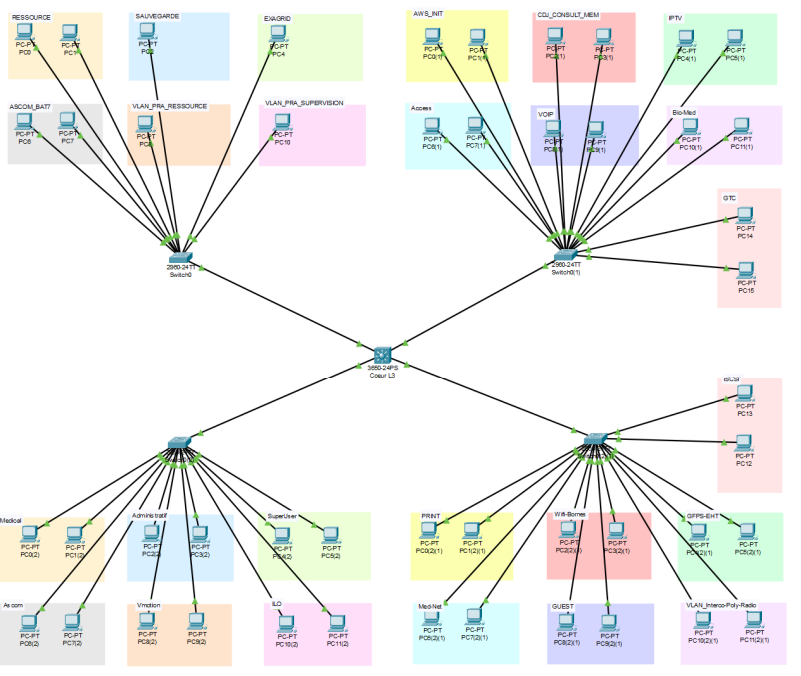 RESSOURCE
PC-PT
PC0
PC-PT
PC1
SAUVEGARDE
PC-PT
EXAGRID
PC-PT
PC4
ASCOM_BAT7
PC-PT
PC6
PC-PT
PC7
VLAN_PRA_RESSOURCE
PC-PT
VLAN_PRA_SUPERVISION
PC-PT
PC10
2960-24TT
Switch0
AWS_INIT
PC-PT
PC0(1)
PC-PT
PC1(1)
CDJ_CONSULT_MEM
PC-PT
PC2(1)
PC-PT
PC3(1)
IPTV
PC-PT
PC4(1)
PC-PT
PC5(1)
Access
PC-PT
PC6(1)
PC-PT
PC7(1)
VOIP
PC-PT
PC8(1)
PC-PT
PC9(1)
Bio-Med
PC-PT
PC10(1)
PC-PT
PC11(1)
GTC
PC-PT
PC14
PC-PT
PC15
2960-24TT
Switch0(1)
3650-24PS
Coeur L3
PC-PT
PC13
PC-PT
PC12
Medical
PC-PT
PC0(2)
PC-PT
PC1(2)
Administratif
PC-PT
PC2(2)
PC-PT
PC3(2)
SuperUser
PC-PT
PC4(2)
PC-PT
PC5(2)
Ascom
PC-PT
PC6(2)
PC-PT
PC7(2)
Vmotion
PC-PT
PC8(2)
PC-PT
PC9(2)
ILO
PC-PT
PC10(2)
PC-PT
PC11(2)
PRINT
PC-PT
PC0(2)(1)
PC-PT
PC1(2)(1)
Wifi-Bornes
PC-PT
PC2(2)(1)
PC-PT
PC3(2)(1)
GFPS-EHT
PC-PT
PC4(2)(1)
PC-PT
PC5(2)(1)
Med-Net
PC-PT
PC6(2)(1)
PC-PT
PC7(2)(1)
GUEST
PC-PT
PC8(2)(1)
PC-PT
PC9(2)(1)
VLAN_Interco-Poly-Radio
PC-PT
PC10(2)(1)
PC-PT
PC11(2)(1)